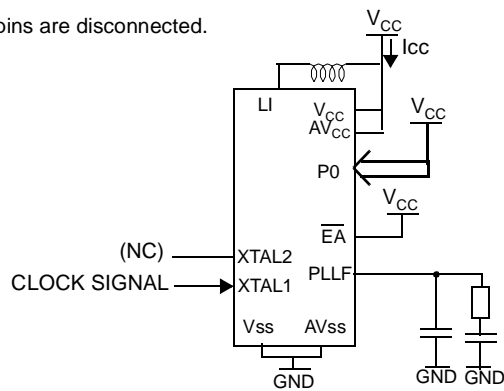 pins are disconnected.
VCC
Icc
LI
VCC
AVCC
VCC
P0
VCC
EA
(NC)
XTAL2
PLLF
CLOCK SIGNAL
XTAL1
Vss
AVss
GND
GND
GND